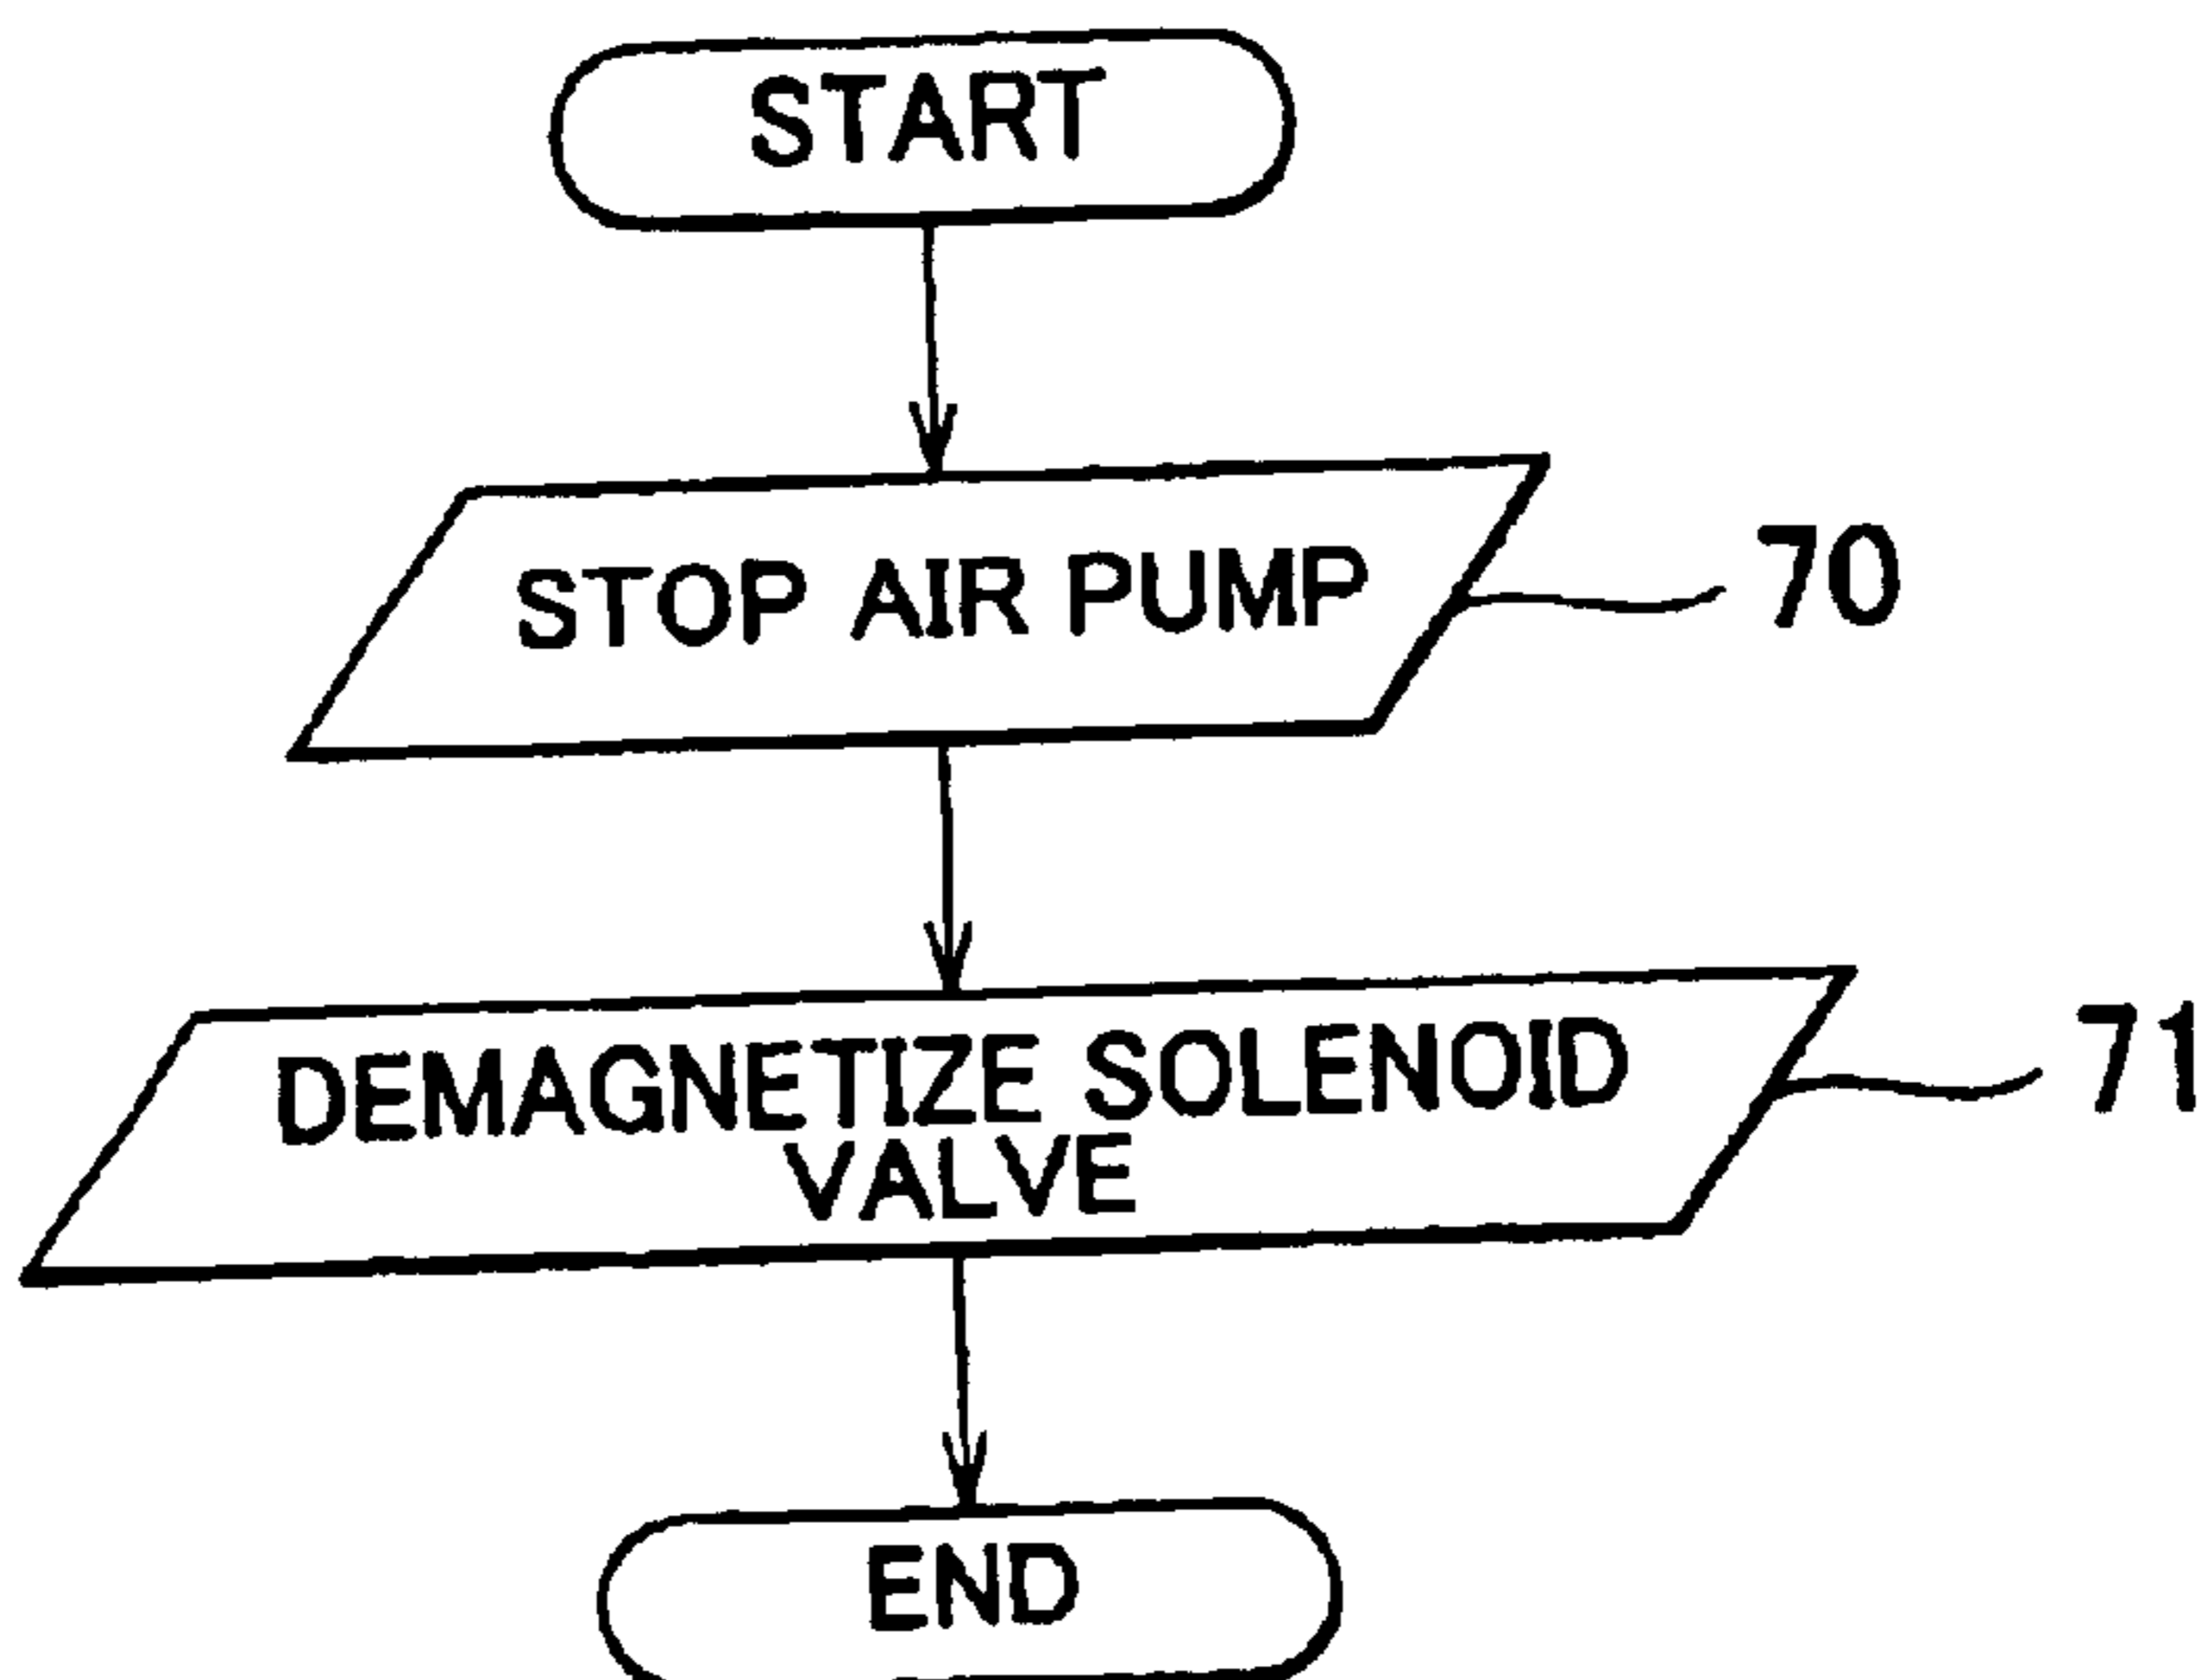 START
STOP AIR PUMP
70
DEMAGNETIZE SOLENOID
VALVE
71
END